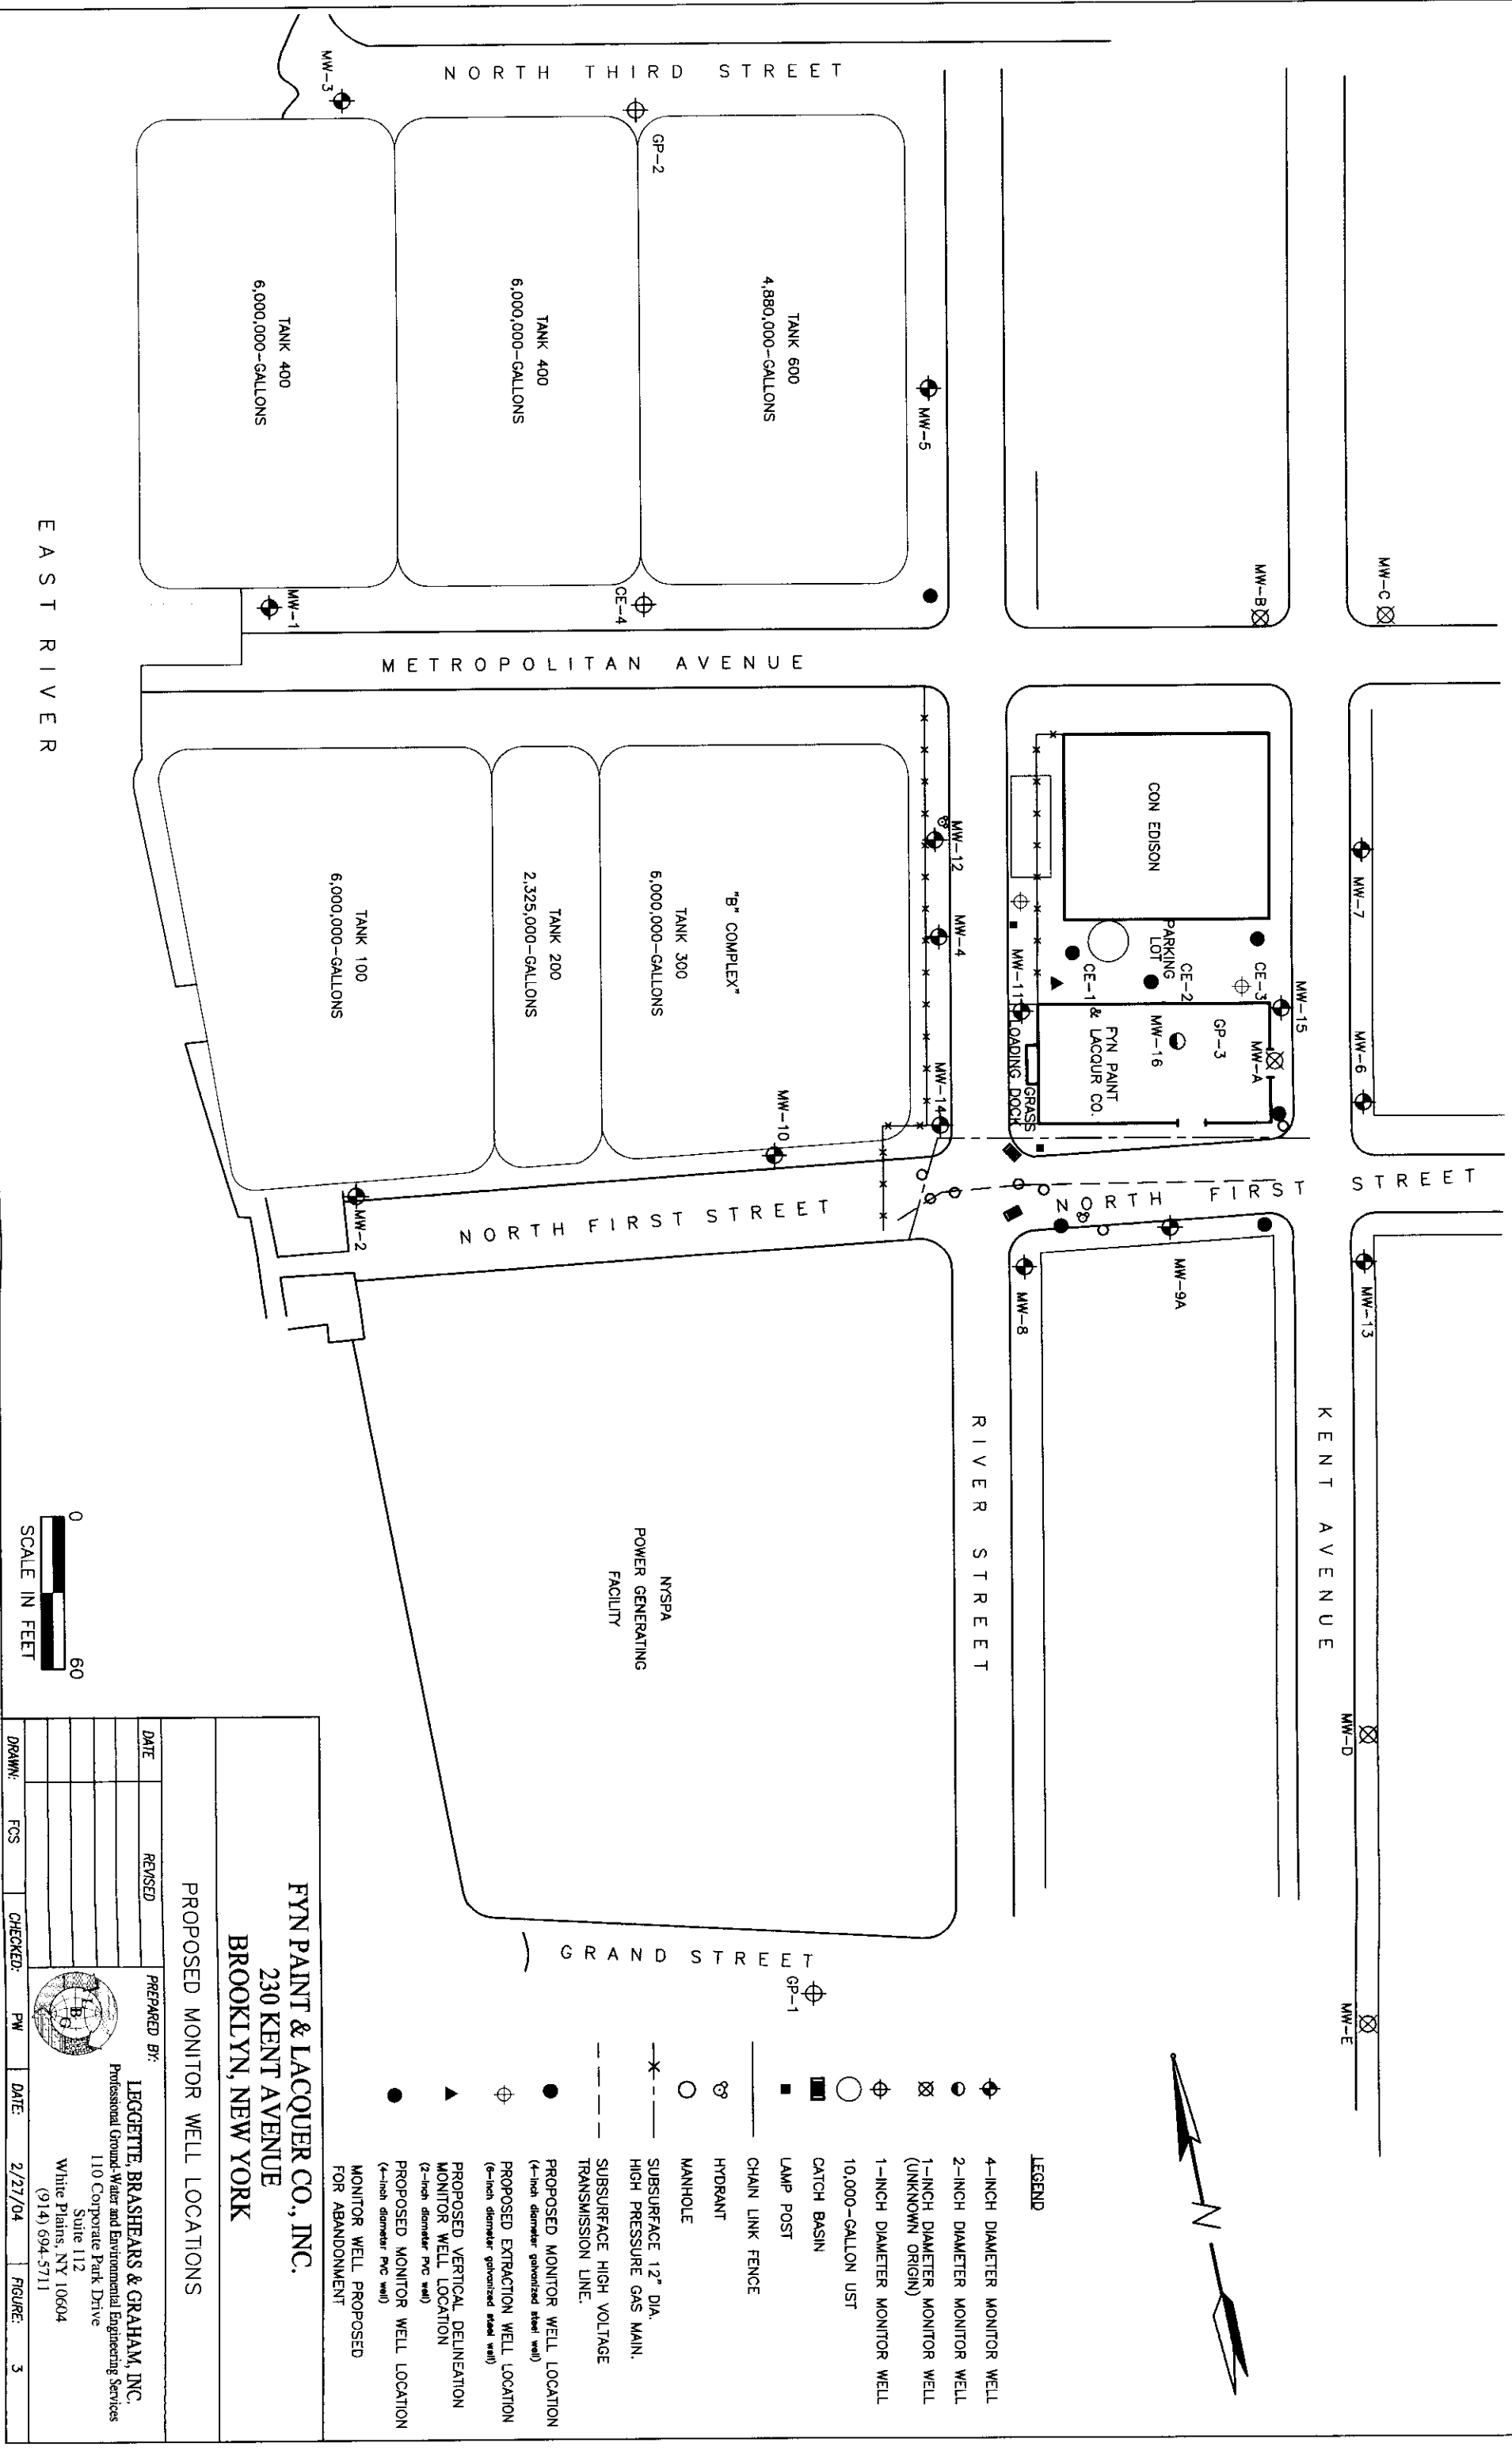 NORTH THIRD STREET
MW-3
GP-2
TANK 400
6,000,000-GALLONS
TANK 400
6,000,000-GALLONS
TANK 600
4,880,000-GALLONS
MW-5
MW-1
CE-4
MW-B
MW-C
EAST RIVER
METROPOLITAN AVENUE
TANK 100
6,000,000-GALLONS
TANK 200
2,325,000-GALLONS
"B" COMPLEX"
TANK 300
6,000,000-GALLONS
MW-12
MW-4
MW-14
MW-10
MW-2
CON EDISON
PARKING
LOT
CE-1
CE-2
CE-3
MW-11
MW-15
MW-16
GP-3
MW-A
FYN PAINT
& LACQUR CO.
LOADING DOCK
GRASS
MW-7
MW-6
NORTH FIRST STREET
NORTH FIRST STREET
MW-8
MW-9A
MW-13
RIVER STREET
KENT AVENUE
NYSPA
POWER GENERATING
FACILITY
MW-D
MW-E
GRAND STREET
GP-1
N
LEGEND
4-INCH DIAMETER MONITOR WELL
2-INCH DIAMETER MONITOR WELL
1-INCH DIAMETER MONITOR WELL
(UNKNOWN ORIGIN)
1-INCH DIAMETER MONITOR WELL
10,000-GALLON UST
CATCH BASIN
LAMP POST
CHAIN LINK FENCE
HYDRANT
MANHOLE
SUBSURFACE 12" DIA.
HIGH PRESSURE GAS MAIN.
SUBSURFACE HIGH VOLTAGE
TRANSMISSION LINE.
PROPOSED MONITOR WELL LOCATION
(4-inch diameter galvanized steel well)
PROPOSED EXTRACTION WELL LOCATION
(6-inch diameter galvanized steel well)
PROPOSED VERTICAL DELINEATION
MONITOR WELL LOCATION
(2-inch diameter PVC well)
PROPOSED MONITOR WELL LOCATION
(4-inch diameter PVC well)
MONITOR WELL PROPOSED
FOR ABANDONMENT
0 60
SCALE IN FEET
FYN PAINT & LACQUER CO., INC.
230 KENT AVENUE
BROOKLYN, NEW YORK
PROPOSED MONITOR WELL LOCATIONS
DATE REVISED PREPARED BY:
LBG
LEGGETTE, BRASHEARS & GRAHAM, INC.
Professional Ground-Water and Environmental Engineering Services
110 Corporate Park Drive
Suite 112
White Plains, NY 10604
(914) 694-5711
DRAWN: FCS CHECKED: PW DATE: 2/27/04 FIGURE: 3